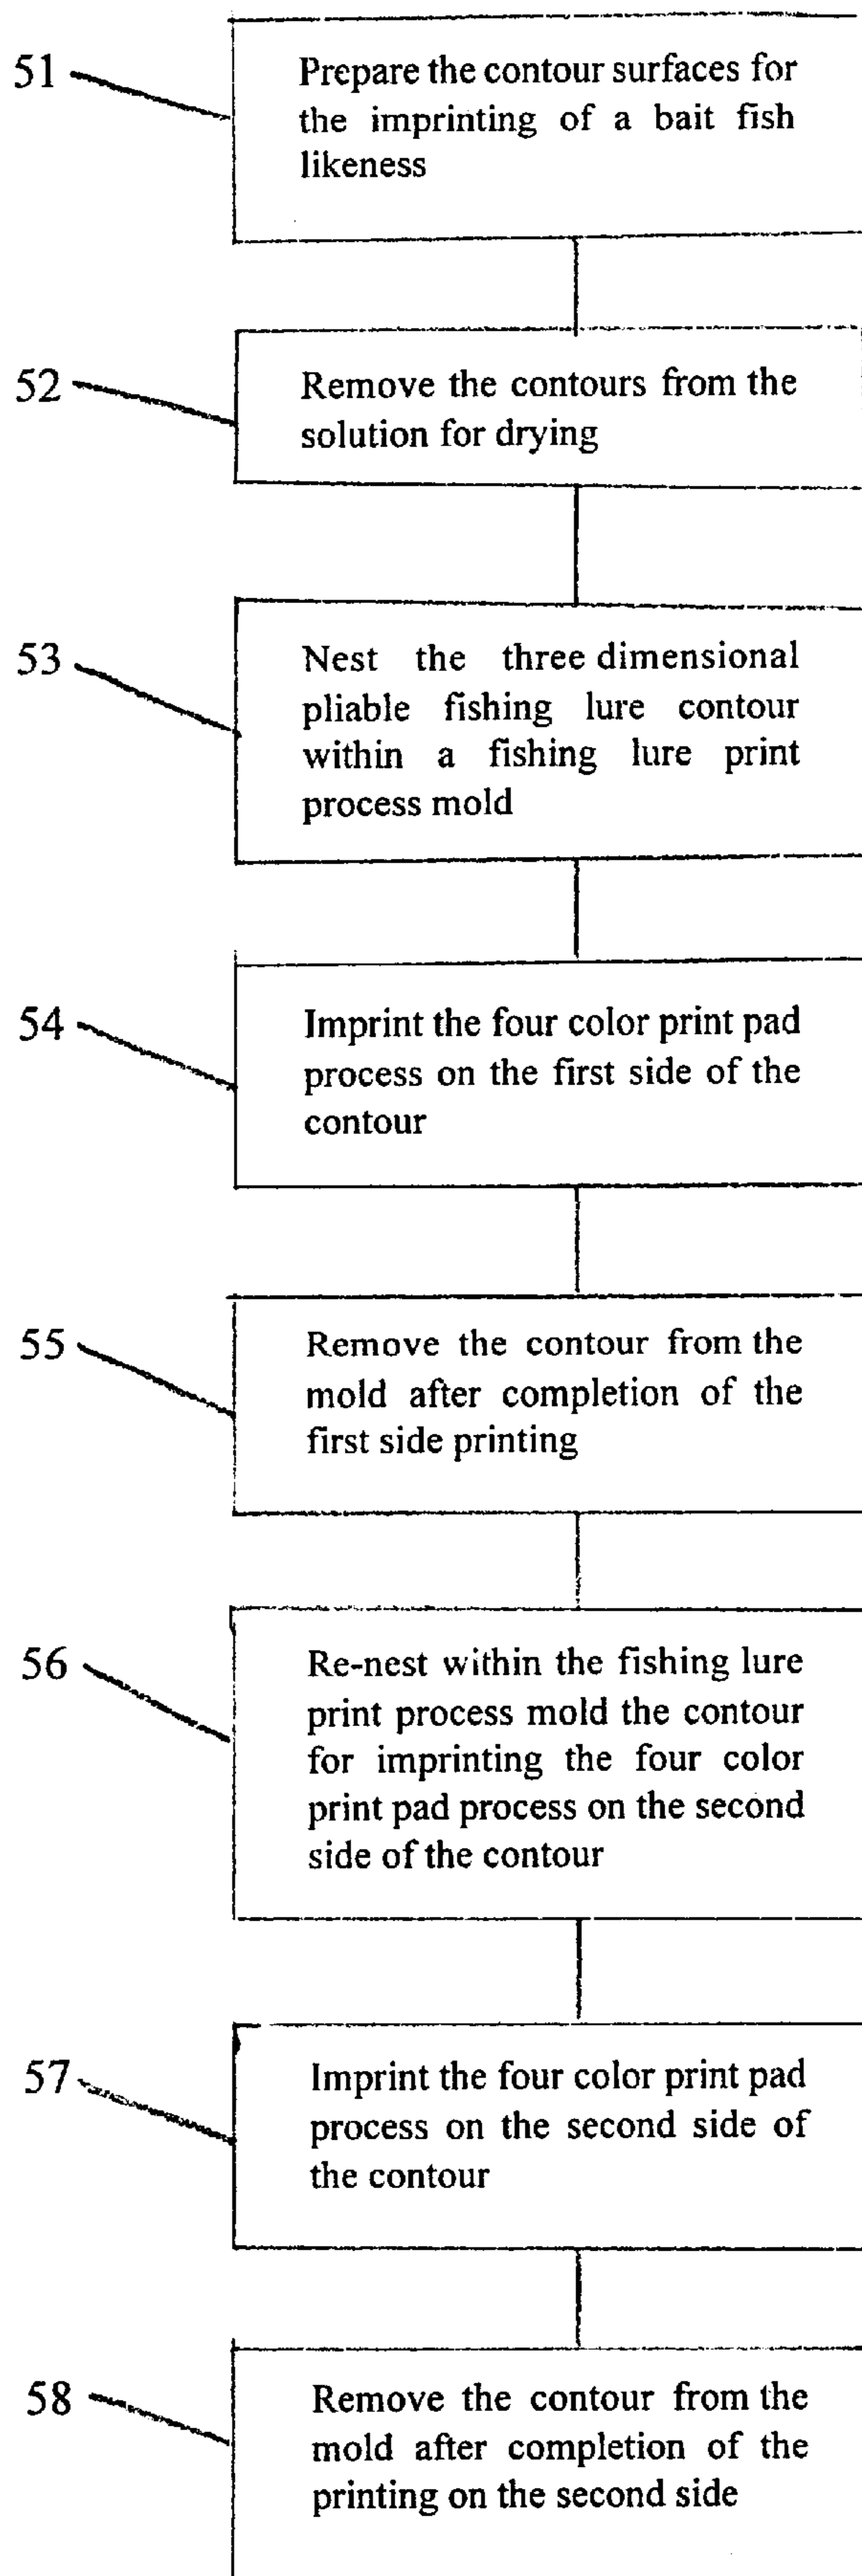 51
Prepare the contour surfaces for
the imprinting of a bait fish
likeness
52
Remove the contours from the
solution for drying
53
Nest the three dimensional
pliable fishing lure contour
within a fishing lure print
process mold
54
Imprint the four color print pad
process on the first side of the
contour
55
Remove the contour from the
mold after completion of the
first side printing
56
Re-nest within the fishing lure
print process mold the contour
for imprinting the four color
print pad process on the second
side of the contour
57
Imprint the four color print pad
process on the second side of
the contour
58
Remove the contour from the
mold after completion of the
printing on the second side